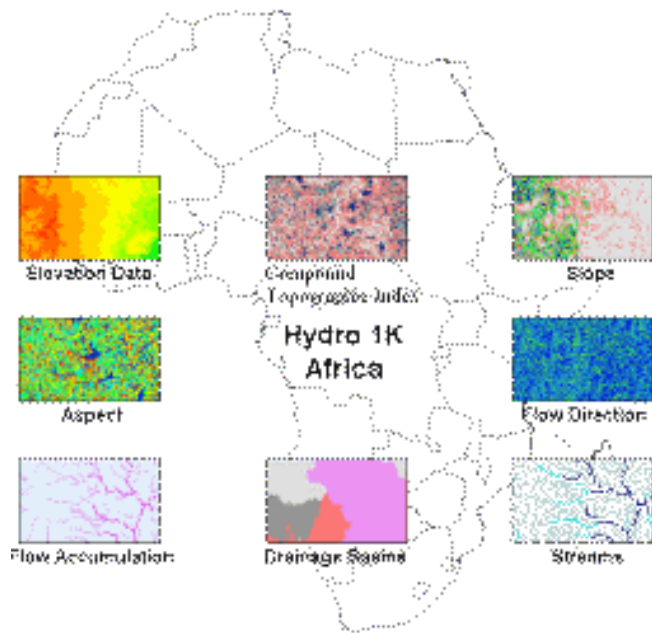 Elevation Data
Compound
Topographic Index
Slope
Hydro 1K
Africa
Aspect
Flow Direction
Flow Accumulation
Drainage Basins
Streams